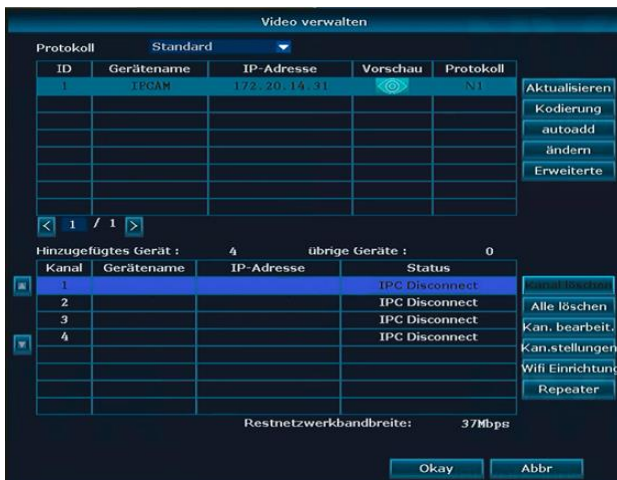 Video verwalten
Protokoll Standard
ID Gerätename IP-Adresse Vorschau Protokoll
1 IPCAM 172.20.14.31 N1
Aktualisieren
Kodierung
autoadd
ändern
Erweiterte
< 1 / 1 >
Hinzugefügtes Gerät : 4 übrige Geräte : 0
Kanal Gerätename IP-Adresse Status
1 IPC Disconnect
2 IPC Disconnect
3 IPC Disconnect
4 IPC Disconnect
Kanal löschen
Alle löschen
Kan. bearbeit.
Kan.stellungen
Wifi Einrichtung
Repeater
Restnetzwerkbandbreite: 37Mbps
Okay Abbr